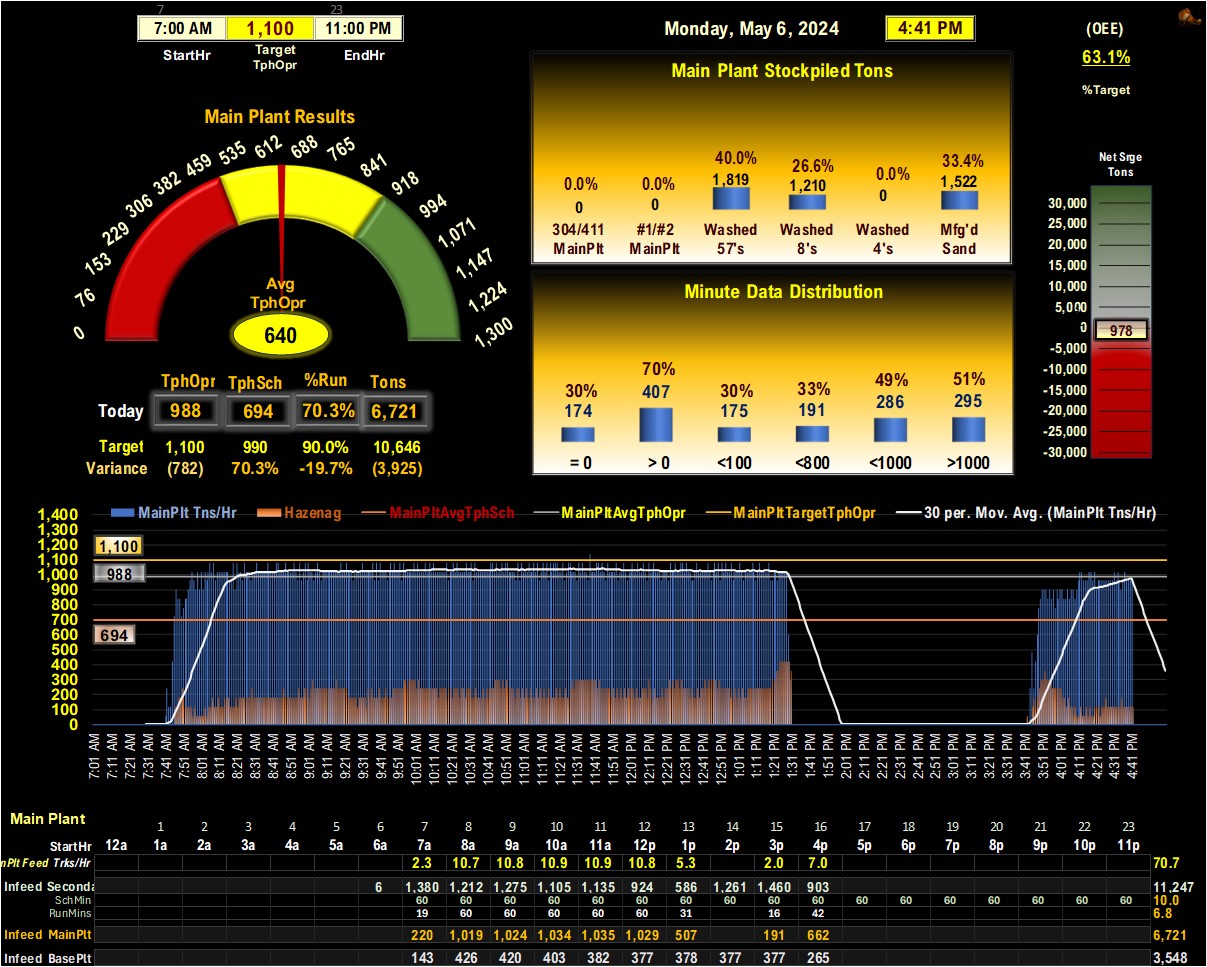 7 23
7:00 AM 1,100 11:00 PM
StartHr Target TphOpr EndHr
Monday, May 6, 2024 4:41 PM
(OEE)
63.1%
%Target
Main Plant Results
0 76 153 229 306 382 459 535 612 688 765 841 918 994 1,071 1,147 1,224 1,300
Avg
TphOpr
640
TphOpr TphSch %Run Tons
Today 988 694 70.3% 6,721
Target 1,100 990 90.0% 10,646
Variance (782) 70.3% -19.7% (3,925)
Main Plant Stockpiled Tons
0.0% 0.0% 40.0% 26.6% 0.0% 33.4%
0 0 1,819 1,210 0 1,522
304/411 #1/#2 Washed Washed Washed Mfg'd
MainPlt MainPlt 57's 8's 4's Sand
Minute Data Distribution
30% 70% 30% 33% 49% 51%
174 407 175 191 286 295
= 0 > 0 <100 <800 <1000 >1000
Net Srge
Tons
30,000
25,000
20,000
15,000
10,000
5,000
0 978
-5,000
-10,000
-15,000
-20,000
-25,000
-30,000
MainPlt Tns/Hr Hazenag MainPltAvgTphSch MainPltAvgTphOpr MainPltTargetTphOpr 30 per. Mov. Avg. (MainPlt Tns/Hr)
1,400
1,300
1,200
1,100
1,000
900
800
700
600
500
400
300
200
100
0
1,100
988
694
7:01 AM 7:11 AM 7:31 AM 7:41 AM 7:51 AM 8:01 AM 8:11 AM 8:21 AM 8:31 AM 8:41 AM 8:51 AM 9:01 AM 9:11 AM 9:21 AM 9:31 AM 9:41 AM 9:51 AM 10:01 AM 10:11 AM 10:21 AM 10:31 AM 10:41 AM 10:51 AM 11:01 AM 11:11 AM 11:21 AM 11:31 AM 11:41 AM 11:51 AM 12:01 PM 12:11 PM 12:21 PM 12:31 PM 12:41 PM 12:51 PM 1:01 PM 1:11 PM 1:21 PM 1:31 PM 1:41 PM 1:51 PM 2:01 PM 2:11 PM 2:21 PM 2:31 PM 2:41 PM 2:51 PM 3:01 PM 3:11 PM 3:21 PM 3:31 PM 3:41 PM 3:51 PM 4:01 PM 4:11 PM 4:21 PM 4:31 PM 4:41 PM
Main Plant
1 2 3 4 5 6 7 8 9 10 11 12 13 14 15 16 17 18 19 20 21 22 23
StartHr 12a 1a 2a 3a 4a 5a 6a 7a 8a 9a 10a 11a 12p 1p 2p 3p 4p 5p 6p 7p 8p 9p 10p 11p
nPlt Feed Trks/Hr 2.3 10.7 10.8 10.9 10.9 10.8 5.3 2.0 7.0 70.7
Infeed Seconda 6 1,380 1,212 1,275 1,105 1,135 924 586 1,261 1,460 903 11,247
SchMin 60 60 60 60 60 60 60 60 60 60 60 60 60 60 60 60 60 10.0
RunMins 19 60 60 60 60 60 31 16 42 6.8
Infeed MainPlt 220 1,019 1,024 1,034 1,035 1,029 507 191 662 6,721
Infeed BasePlt 143 426 420 403 382 377 378 377 377 265 3,548